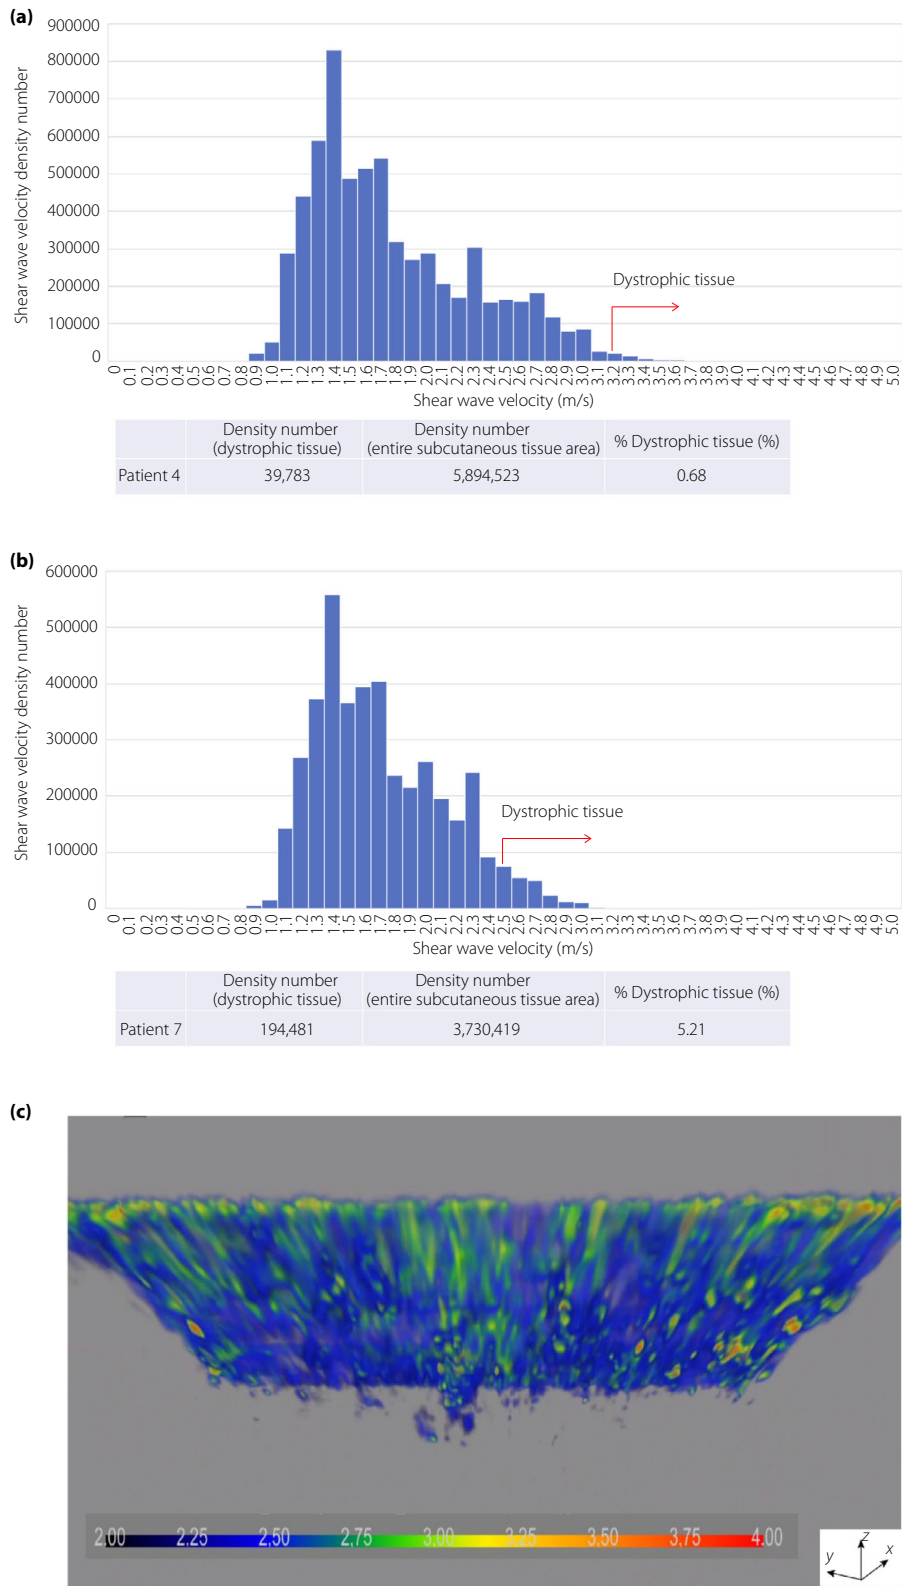 (a)
Shear wave velocity density number
900000
800000
700000
600000
500000
400000
300000
200000
100000
0
Dystrophic tissue
0 0.1 0.2 0.3 0.4 0.5 0.6 0.7 0.8 0.9 1.0 1.1 1.2 1.3 1.4 1.5 1.6 1.7 1.8 1.9 2.0 2.1 2.2 2.3 2.4 2.5 2.6 2.7 2.8 2.9 3.0 3.1 3.2 3.3 3.4 3.5 3.6 3.7 3.8 3.9 4.0 4.1 4.2 4.3 4.4 4.5 4.6 4.7 4.8 4.9 5.0
Shear wave velocity (m/s)
Density number (dystrophic tissue) Density number (entire subcutaneous tissue area) % Dystrophic tissue (%)
Patient 4 39,783 5,894,523 0.68
(b)
Shear wave velocity density number
600000
500000
400000
300000
200000
100000
0
Dystrophic tissue
0 0.1 0.2 0.3 0.4 0.5 0.6 0.7 0.8 0.9 1.0 1.1 1.2 1.3 1.4 1.5 1.6 1.7 1.8 1.9 2.0 2.1 2.2 2.3 2.4 2.5 2.6 2.7 2.8 2.9 3.0 3.1 3.2 3.3 3.4 3.5 3.6 3.7 3.8 3.9 4.0 4.1 4.2 4.3 4.4 4.5 4.6 4.7 4.8 4.9 5.0
Shear wave velocity (m/s)
Density number (dystrophic tissue) Density number (entire subcutaneous tissue area) % Dystrophic tissue (%)
Patient 7 194,481 3,730,419 5.21
(c)
2.00 2.25 2.50 2.75 3.00 3.25 3.50 3.75 4.00
z
y x